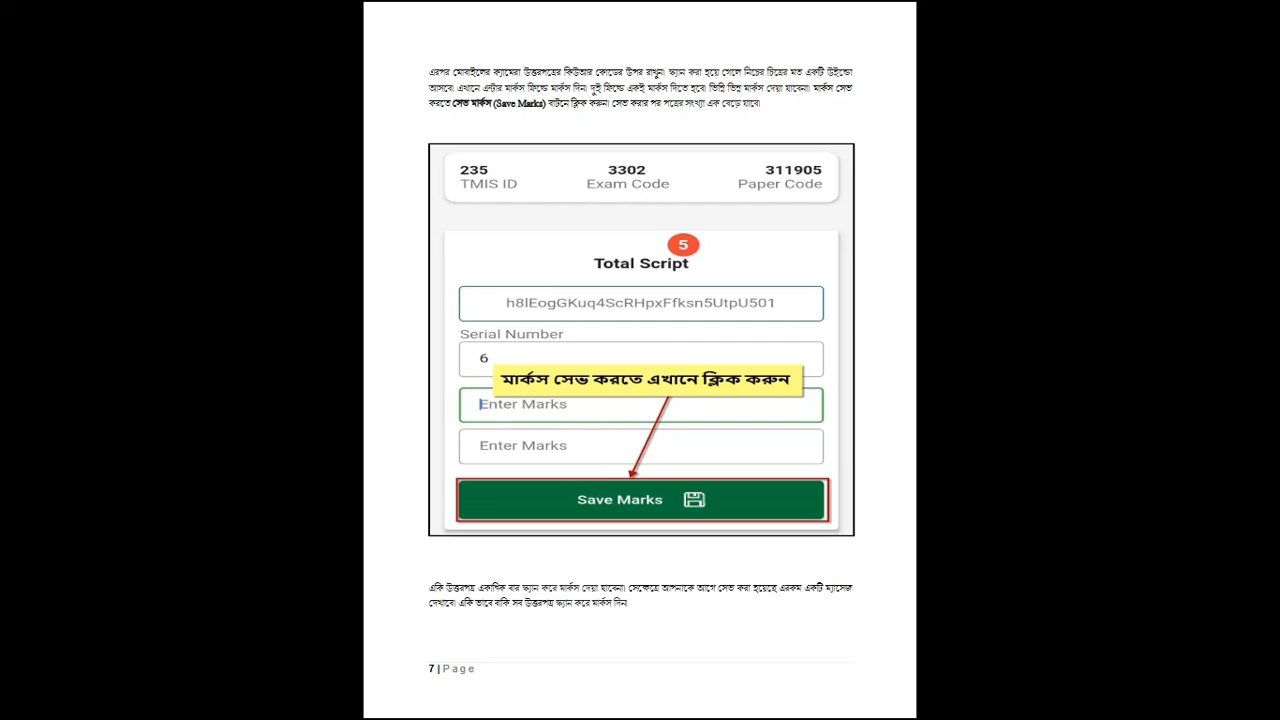 এরপর মোবাইলের ক্যামেরা উত্তরপত্রের কিউআর কোডের উপর রাখুন। স্ক্যান করা হয়ে গেলে নিচের চিত্রের মত একটি উইন্ডো
আসবে। এখানে এন্টার মার্কস ফিল্ডে মার্কস দিন। দুই ফিল্ডে একই মার্কস দিতে হবে। ভিন্নি ভিন্ন মার্কস দেয়া যাবেনা। মার্কস সেভ
করতে সেভ মার্কস (Save Marks) বাটনে ক্লিক করুন। সেভ করার পর পত্রের সংখ্যা এক বেড়ে যাবে।
235 3302 311905
TMIS ID Exam Code Paper Code
5
Total Script
h8lEogGKuq4ScRHpxFfksn5UtpU501
Serial Number
6
মার্কস সেভ করতে এখানে ক্লিক করুন
Enter Marks
Enter Marks
Save Marks
একি উত্তরপত্র একাধিক বার স্ক্যান করে মার্কস দেয়া যাবেনা। সেক্ষেত্রে আপনাকে আগে সেভ করা হয়েছে এরকম একটি ম্যাসেজ
দেখাবে। একি ভাবে বাকি সব উত্তরপত্র স্ক্যান করে মার্কস দিন।
7 | Page